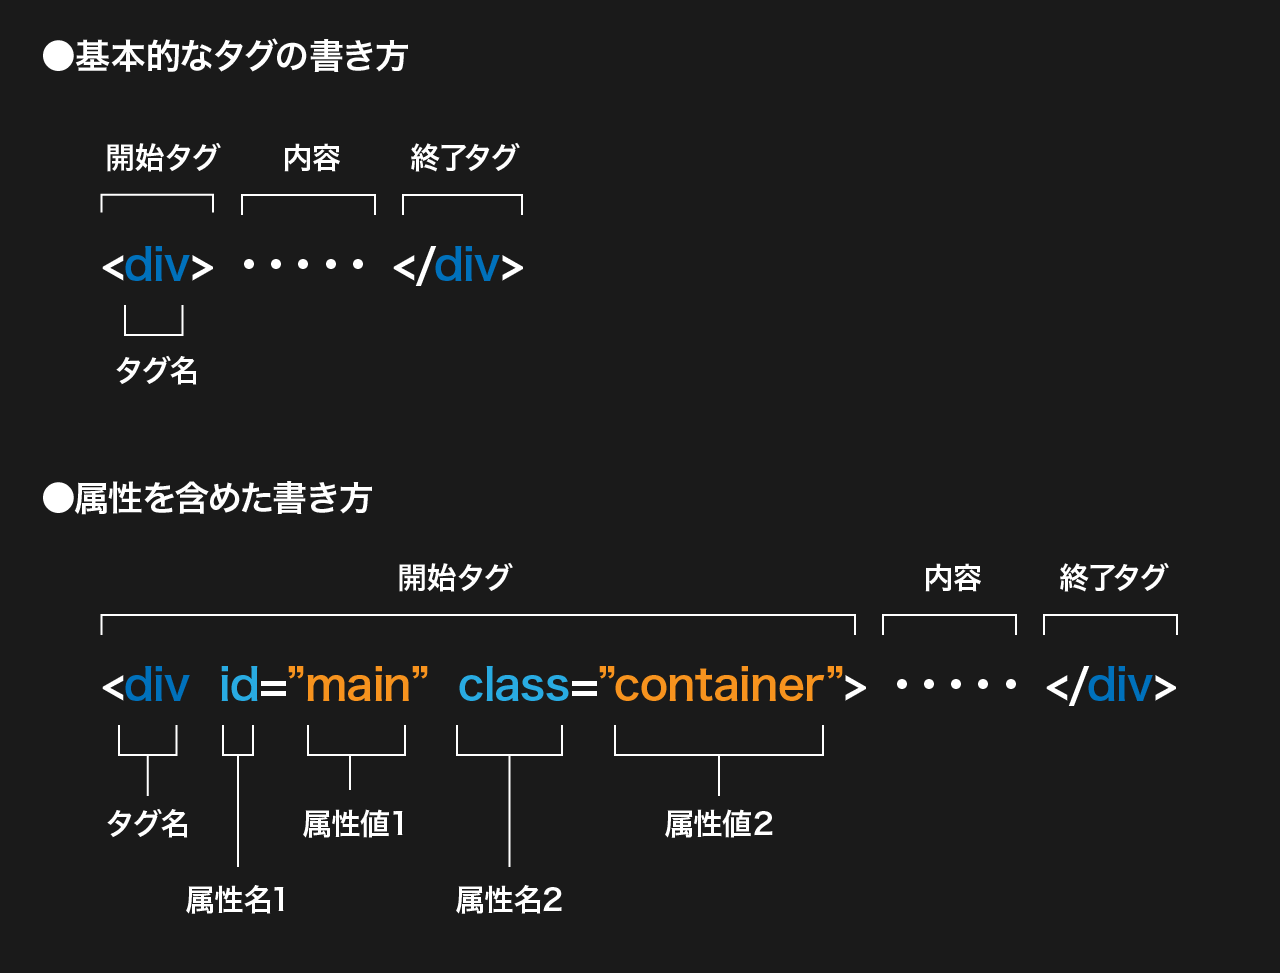 ●基本的なタグの書き方
開始タグ 内容 終了タグ
<div> ・・・・・ </div>
タグ名
●属性を含めた書き方
開始タグ 内容 終了タグ
<div id=”main” class=”container”> ・・・・・ </div>
タグ名 属性値1 属性値2
属性名1 属性名2